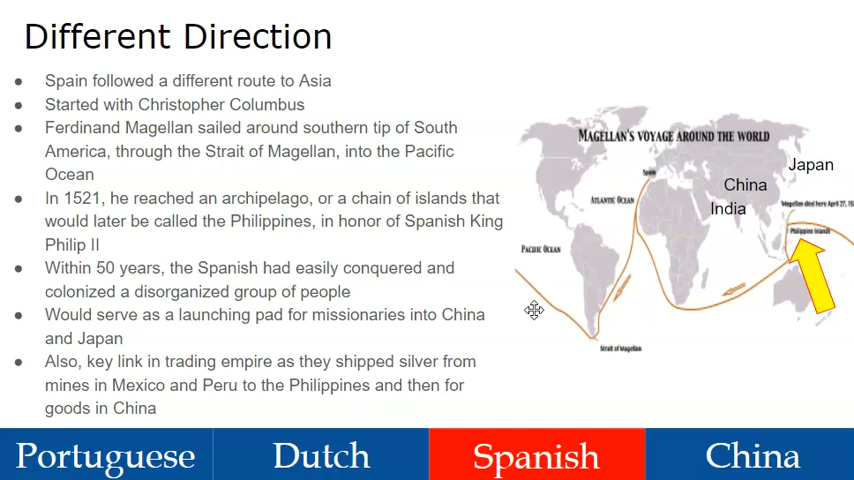 Different Direction
● Spain followed a different route to Asia
● Started with Christopher Columbus
● Ferdinand Magellan sailed around southern tip of South
America, through the Strait of Magellan, into the Pacific
Ocean
● In 1521, he reached an archipelago, or a chain of islands that
would later be called the Philippines, in honor of Spanish King
Philip II
● Within 50 years, the Spanish had easily conquered and
colonized a disorganized group of people
● Would serve as a launching pad for missionaries into China
and Japan
● Also, key link in trading empire as they shipped silver from
mines in Mexico and Peru to the Philippines and then for
goods in China
MAGELLAN'S VOYAGE AROUND THE WORLD
Japan
Spain
China
ATLANTIC OCEAN
India
Magellan died here April 27, 152
Philippine Islands
PACIFIC OCEAN
Strait of Magellan
Portuguese
Dutch
Spanish
China